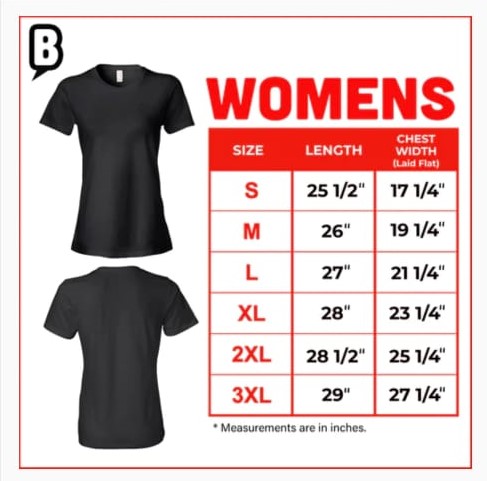 B
WOMENS
SIZE LENGTH CHEST WIDTH (Laid Flat)
S 25 1/2" 17 1/4"
M 26" 19 1/4"
L 27" 21 1/4"
XL 28" 23 1/4"
2XL 28 1/2" 25 1/4"
3XL 29" 27 1/4"
* Measurements are in inches.